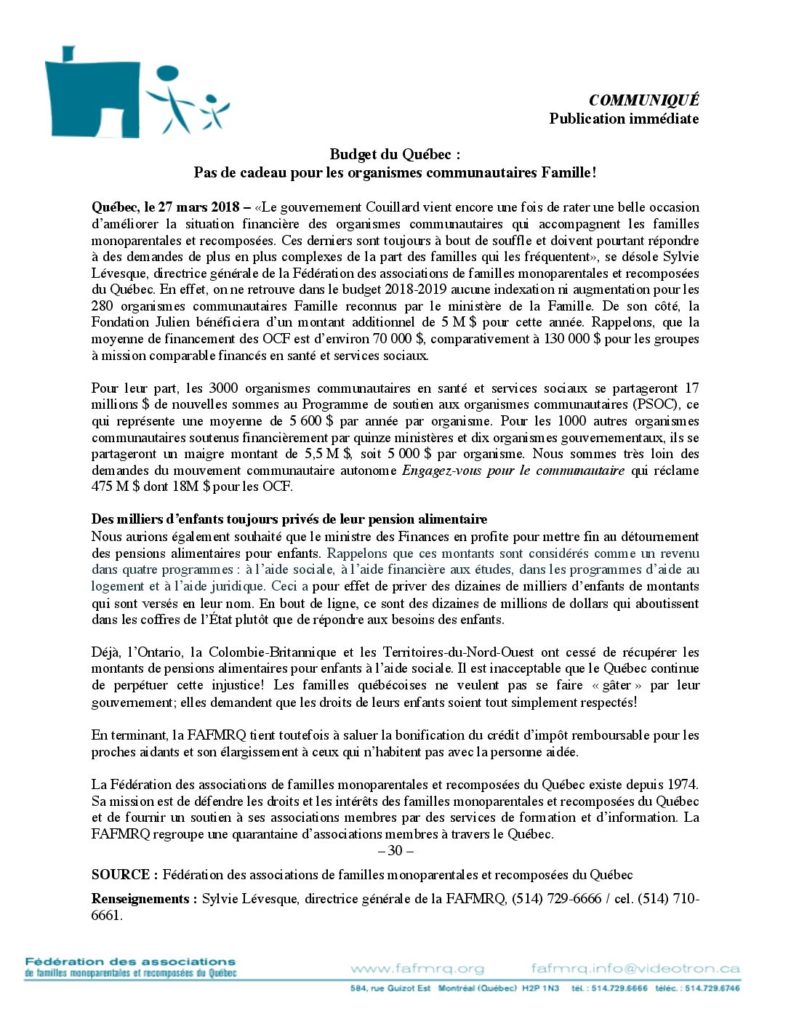 COMMUNIQUÉ
Publication immédiate
Budget du Québec :
Pas de cadeau pour les organismes communautaires Famille!
Québec, le 27 mars 2018 – «Le gouvernement Couillard vient encore une fois de rater une belle occasion
d’améliorer la situation financière des organismes communautaires qui accompagnent les familles
monoparentales et recomposées. Ces derniers sont toujours à bout de souffle et doivent pourtant répondre
à des demandes de plus en plus complexes de la part des familles qui les fréquentent», se désole Sylvie
Lévesque, directrice générale de la Fédération des associations de familles monoparentales et recomposées
du Québec. En effet, on ne retrouve dans le budget 2018-2019 aucune indexation ni augmentation pour les
280 organismes communautaires Famille reconnus par le ministère de la Famille. De son côté, la
Fondation Julien bénéficiera d’un montant additionnel de 5 M $ pour cette année. Rappelons, que la
moyenne de financement des OCF est d’environ 70 000 $, comparativement à 130 000 $ pour les groupes
à mission comparable financés en santé et services sociaux.
Pour leur part, les 3000 organismes communautaires en santé et services sociaux se partageront 17
millions $ de nouvelles sommes au Programme de soutien aux organismes communautaires (PSOC), ce
qui représente une moyenne de 5 600 $ par année par organisme. Pour les 1000 autres organismes
communautaires soutenus financièrement par quinze ministères et dix organismes gouvernementaux, ils se
partageront un maigre montant de 5,5 M $, soit 5 000 $ par organisme. Nous sommes très loin des
demandes du mouvement communautaire autonome Engagez-vous pour le communautaire qui réclame
475 M $ dont 18M $ pour les OCF.
Des milliers d’enfants toujours privés de leur pension alimentaire
Nous aurions également souhaité que le ministre des Finances en profite pour mettre fin au détournement
des pensions alimentaires pour enfants. Rappelons que ces montants sont considérés comme un revenu
dans quatre programmes : à l’aide sociale, à l’aide financière aux études, dans les programmes d’aide au
logement et à l’aide juridique. Ceci a pour effet de priver des dizaines de milliers d’enfants de montants
qui sont versés en leur nom. En bout de ligne, ce sont des dizaines de millions de dollars qui aboutissent
dans les coffres de l’État plutôt que de répondre aux besoins des enfants.
Déjà, l’Ontario, la Colombie-Britannique et les Territoires-du-Nord-Ouest ont cessé de récupérer les
montants de pensions alimentaires pour enfants à l’aide sociale. Il est inacceptable que le Québec continue
de perpétuer cette injustice! Les familles québécoises ne veulent pas se faire « gâter » par leur
gouvernement; elles demandent que les droits de leurs enfants soient tout simplement respectés!
En terminant, la FAFMRQ tient toutefois à saluer la bonification du crédit d’impôt remboursable pour les
proches aidants et son élargissement à ceux qui n’habitent pas avec la personne aidée.
La Fédération des associations de familles monoparentales et recomposées du Québec existe depuis 1974.
Sa mission est de défendre les droits et les intérêts des familles monoparentales et recomposées du Québec
et de fournir un soutien à ses associations membres par des services de formation et d’information. La
FAFMRQ regroupe une quarantaine d’associations membres à travers le Québec.
– 30 –
SOURCE : Fédération des associations de familles monoparentales et recomposées du Québec
Renseignements : Sylvie Lévesque, directrice générale de la FAFMRQ, (514) 729-6666 / cel. (514) 710-
6661.
Fédération des associations
de familles monoparentales et recomposées du Québec
www.fafmrq.org fafmrq.info@videotron.ca
584, rue Guizot Est Montréal (Québec) H2P 1N3 tél. : 514.729.6666 téléc. : 514.729.6746